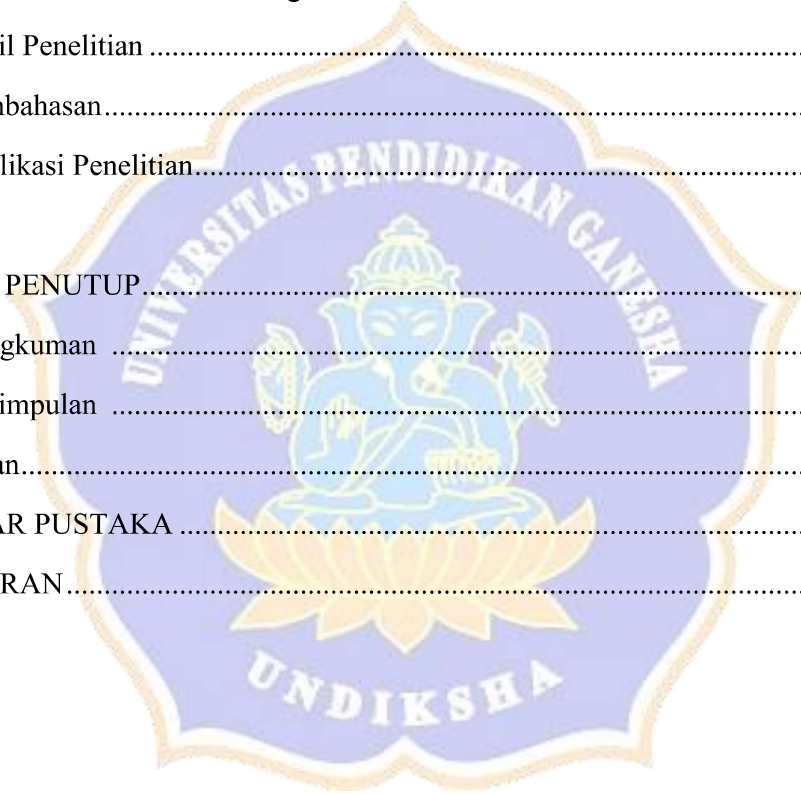 il Penelitian ........................................................................................
nbahasan..............................................................................................
likasi Penelitian..................................................................................
UNIVERSITAS PENDIDIKAN GANESHA
PENUTUP.........................................................................................
gkuman ............................................................................................
impulan ............................................................................................
an........................................................................................................
AR PUSTAKA ...................................................................................
RAN..................................................................................................
UNDIKSHA